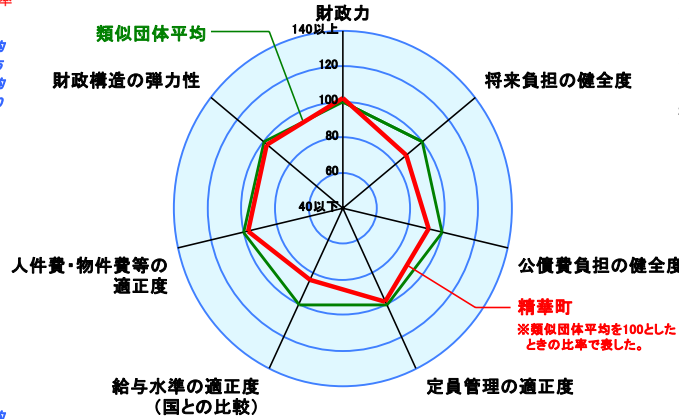 財政力
140以上
類似団体平均
120
財政構造の弾力性
将来負担の健全度
100
80
60
40以下
人件費・物件費等の
適正度
公債費負担の健全度
精華町
※類似団体平均を100とした
ときの比率で表した。
給与水準の適正度
（国との比較）
定員管理の適正度